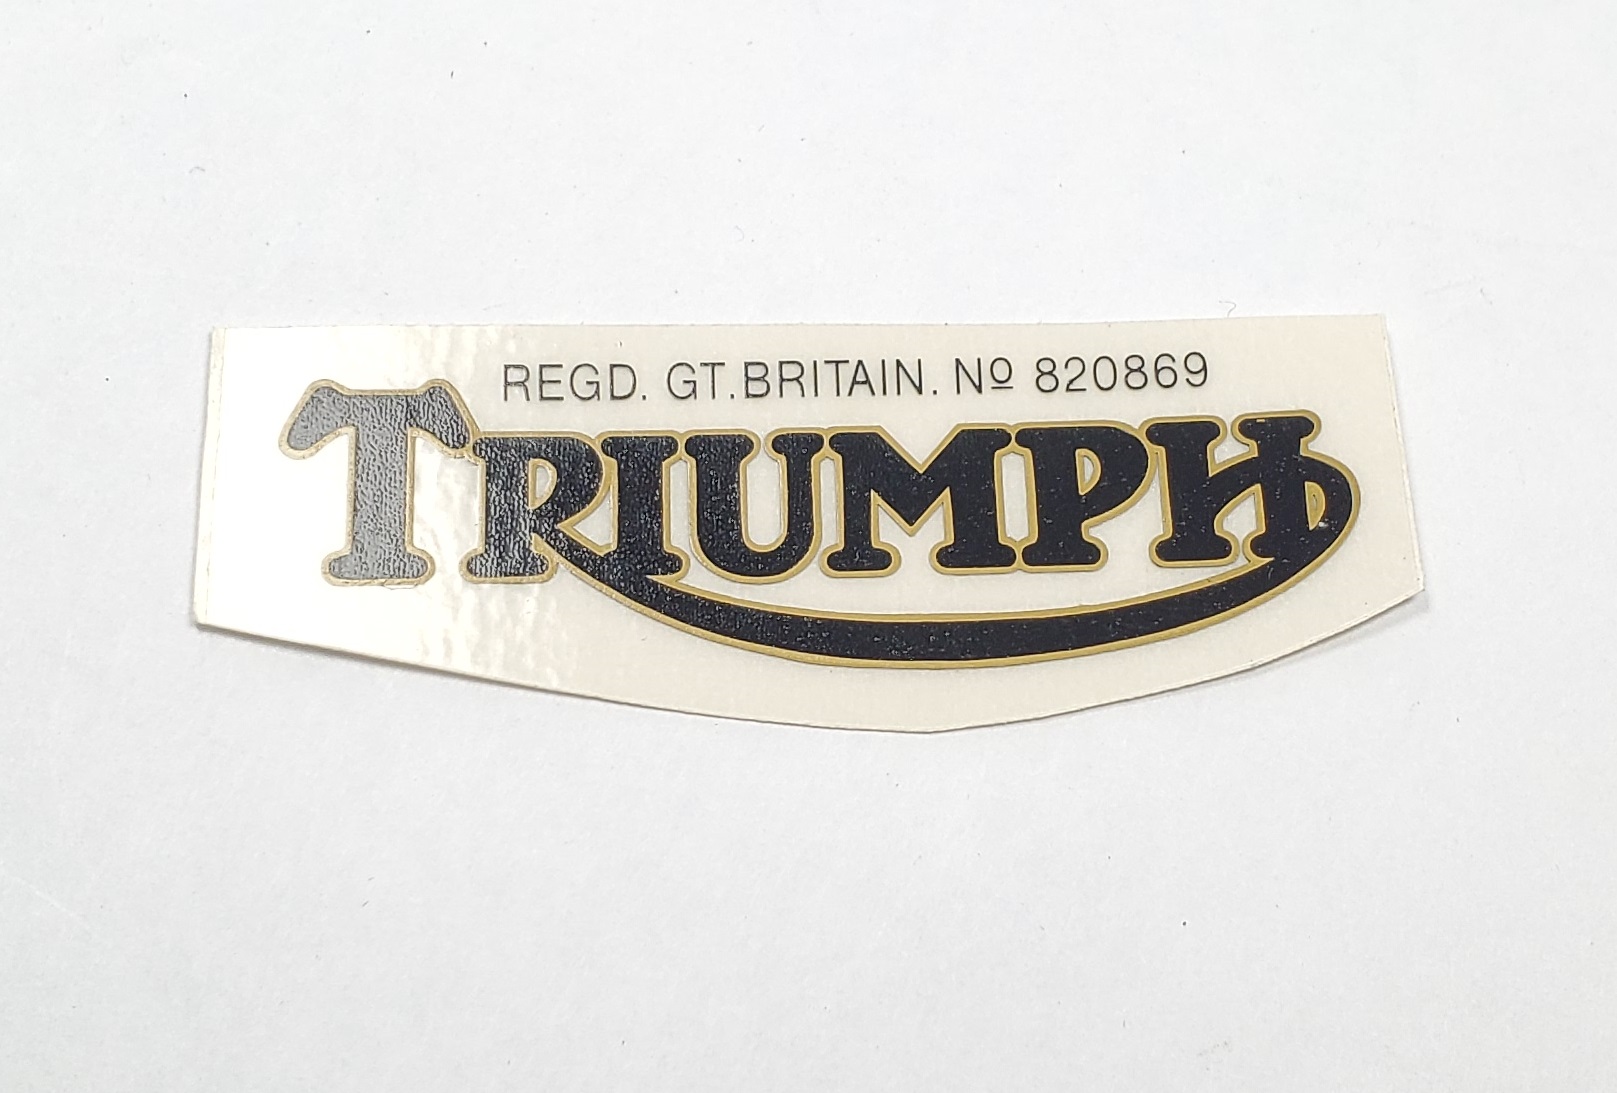 REGD. GT.BRITAIN. Nº 820869
TRIUMPH